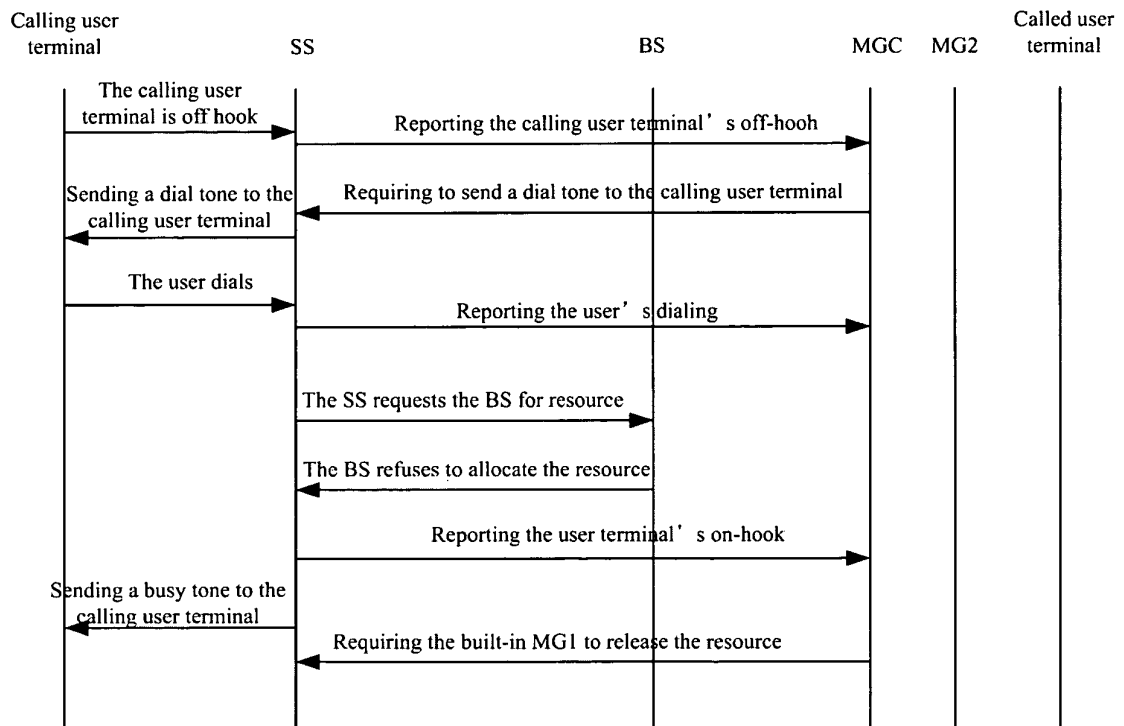 Calling user
terminal
SS
BS
MGC
MG2
Called user
terminal
The calling user
terminal is off hook
Reporting the calling user terminal's off-hooh
Sending a dial tone to the
calling user terminal
Requiring to send a dial tone to the calling user terminal
The user dials
Reporting the user's dialing
The SS requests the BS for resource
The BS refuses to allocate the resource
Reporting the user terminal's on-hook
Sending a busy tone to the
calling user terminal
Requiring the built-in MG1 to release the resource